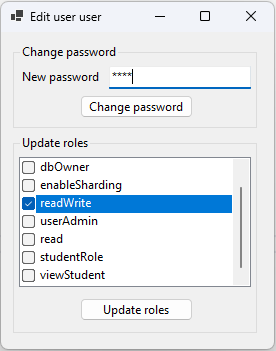 Edit user user
Change password
New password ****
Change password
Update roles
dbOwner
enableSharding
readWrite
userAdmin
read
studentRole
viewStudent
Update roles